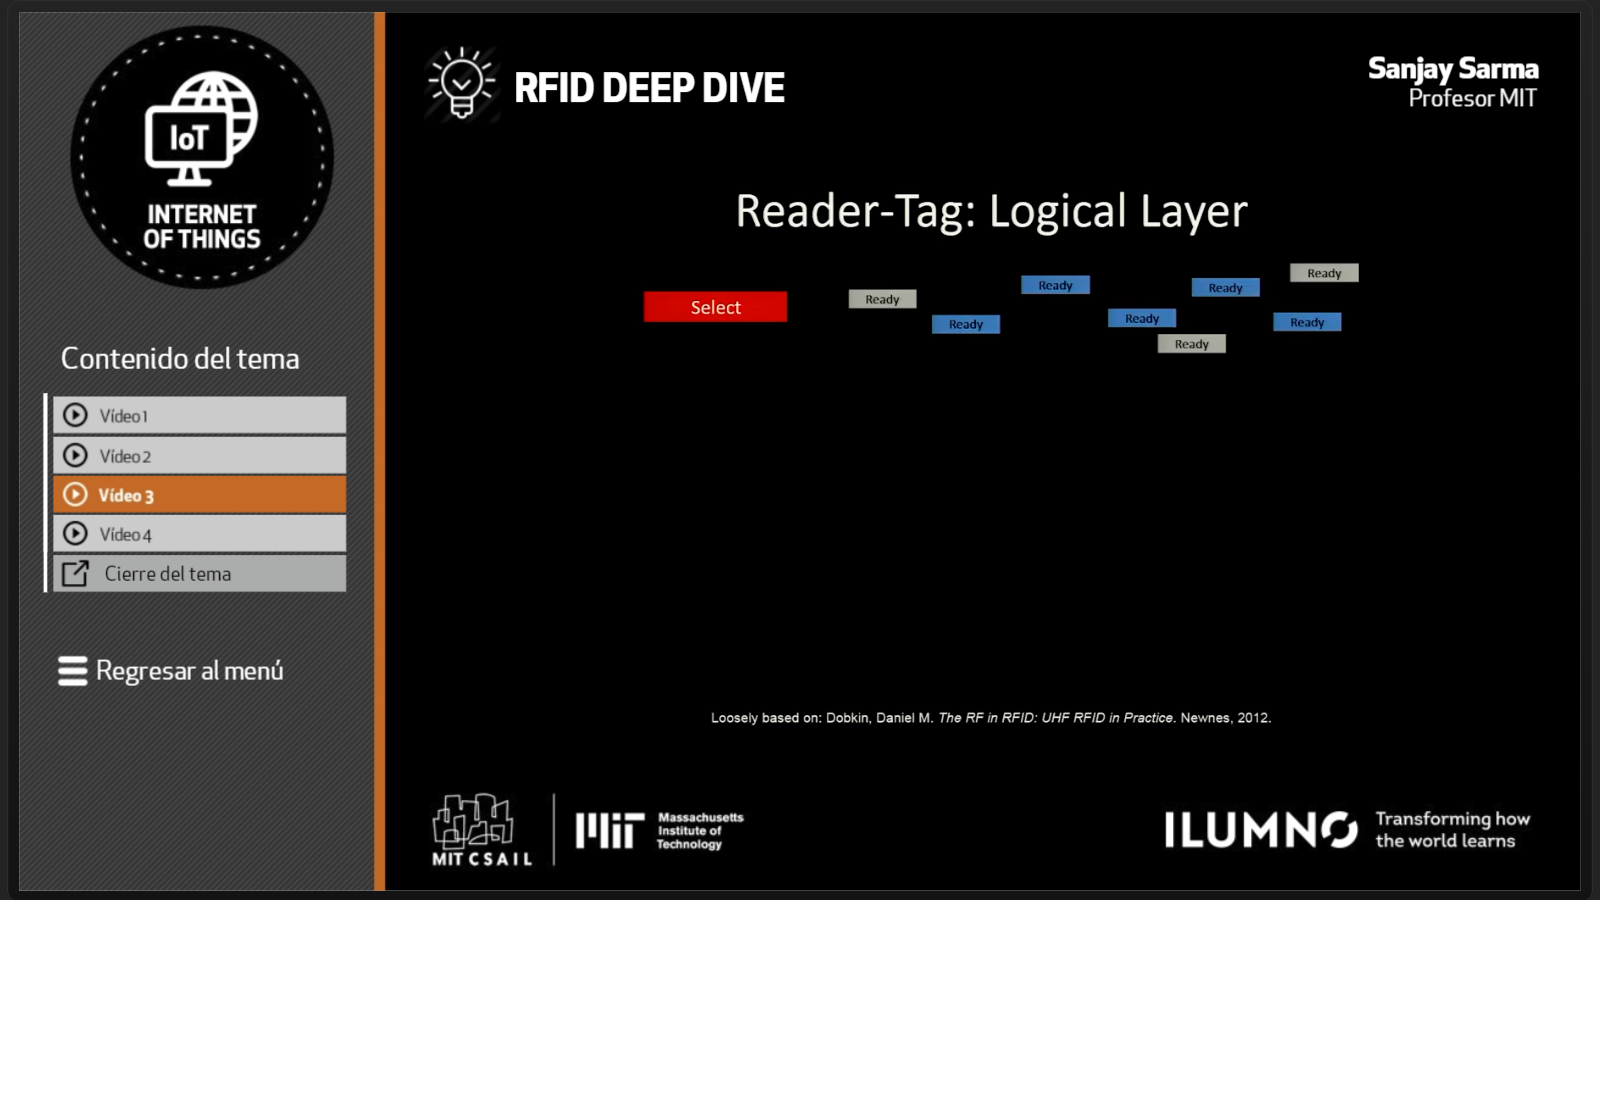 IoT
INTERNET
OF THINGS
Contenido del tema
Vídeo 1
Vídeo 2
Vídeo 3
Vídeo 4
Cierre del tema
Regresar al menú
RFID DEEP DIVE
Sanjay Sarma
Profesor MIT
Reader-Tag: Logical Layer
Select
Ready
Ready
Ready
Ready
Ready
Ready
Ready
Ready
Loosely based on: Dobkin, Daniel M. The RF in RFID: UHF RFID in Practice. Newnes, 2012.
MIT CSAIL
MIT
Massachusetts
Institute of
Technology
ILUMNO
Transforming how
the world learns